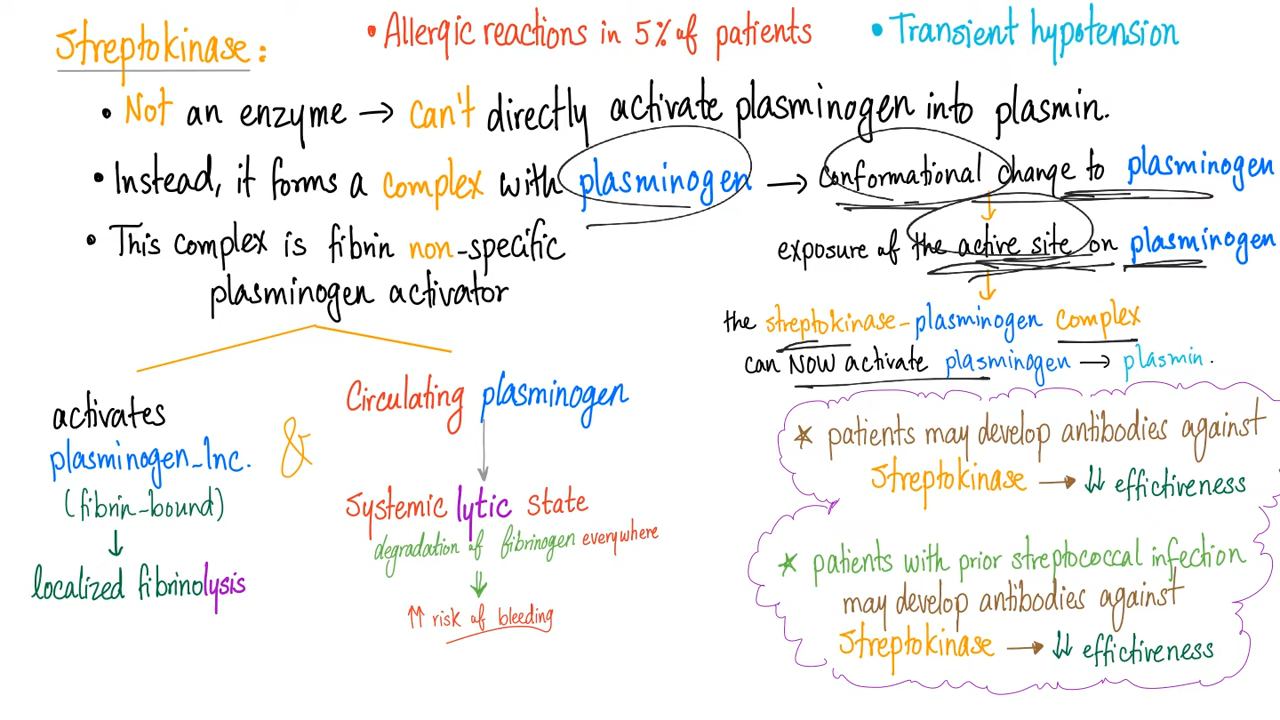 Streptokinase:
• Allergic reactions in 5% of patients
• Transient hypotension
• Not an enzyme → can't directly activate plasminogen into plasmin.
• Instead, it forms a complex with plasminogen → conformational change to plasminogen
exposure of the active site on plasminogen
the streptokinase-plasminogen complex
can NOW activate plasminogen → plasmin.
• This complex is fibrin non-specific
plasminogen activator
activates
plasminogen-Inc.
(fibrin-bound)
↓
localized fibrinolysis
&
Circulating plasminogen
Systemic lytic state
degradation of fibrinogen everywhere
↑↑ risk of bleeding
* patients may develop antibodies against
Streptokinase → ↓↓ effictiveness
* patients with prior streptococcal infection
may develop antibodies against
Streptokinase → ↓↓ effictiveness